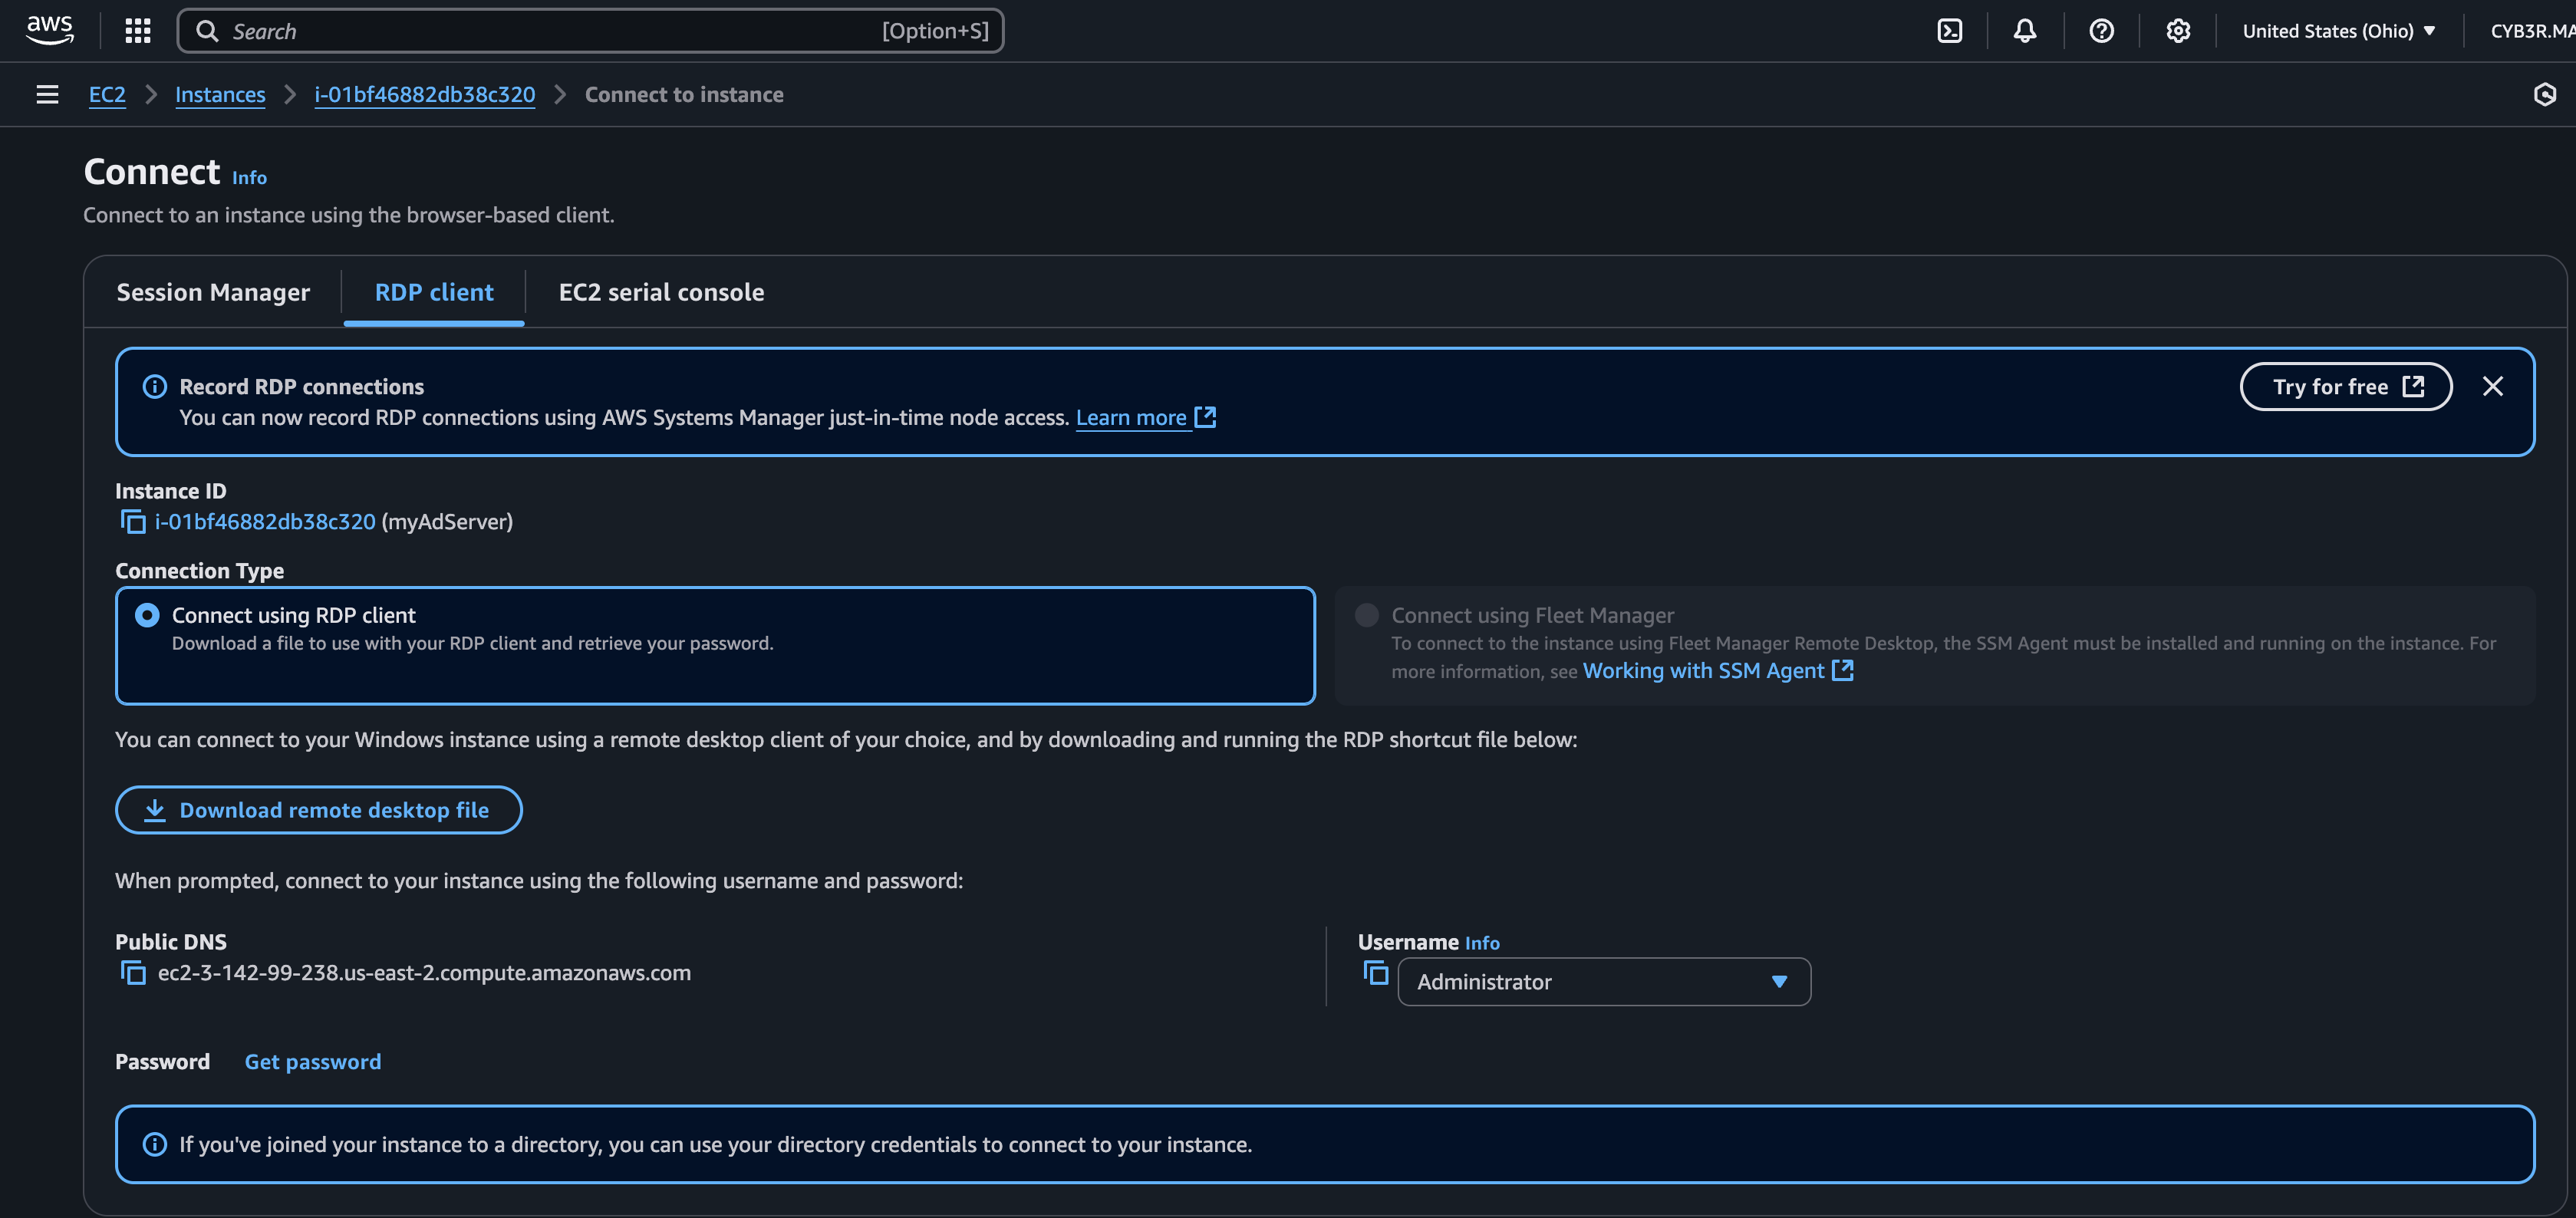 aws
Search [Option+S]
United States (Ohio)
CYB3R.MA
EC2 Instances i-01bf46882db38c320 Connect to instance
Connect Info
Connect to an instance using the browser-based client.
Session Manager RDP client EC2 serial console
Record RDP connections
You can now record RDP connections using AWS Systems Manager just-in-time node access. Learn more
Try for free
Instance ID
i-01bf46882db38c320 (myAdServer)
Connection Type
Connect using RDP client
Download a file to use with your RDP client and retrieve your password.
Connect using Fleet Manager
To connect to the instance using Fleet Manager Remote Desktop, the SSM Agent must be installed and running on the instance. For
more information, see Working with SSM Agent
You can connect to your Windows instance using a remote desktop client of your choice, and by downloading and running the RDP shortcut file below:
Download remote desktop file
When prompted, connect to your instance using the following username and password:
Public DNS
ec2-3-142-99-238.us-east-2.compute.amazonaws.com
Username Info
Administrator
Password Get password
If you've joined your instance to a directory, you can use your directory credentials to connect to your instance.